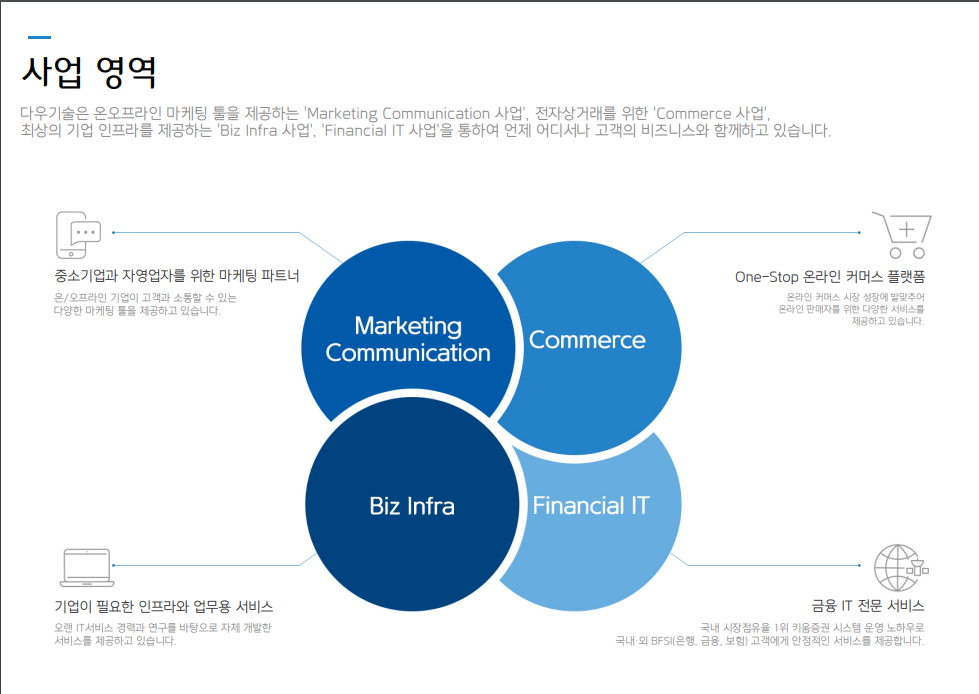 사업 영역
다우기술은 온오프라인 마케팅 툴을 제공하는 'Marketing Communication 사업', 전자상거래를 위한 'Commerce 사업',
최상의 기업 인프라를 제공하는 'Biz Infra 사업', 'Financial IT 사업'을 통하여 언제 어디서나 고객의 비즈니스와 함께하고 있습니다.
중소기업과 자영업자를 위한 마케팅 파트너
온/오프라인 기업이 고객과 소통할 수 있는
다양한 마케팅 툴을 제공하고 있습니다.
One-Stop 온라인 커머스 플랫폼
온라인 커머스 시장 성장에 발맞추어
온라인 판매자를 위한 다양한 서비스를
제공하고 있습니다.
Marketing
Communication
Commerce
Biz Infra
Financial IT
기업이 필요한 인프라와 업무용 서비스
오랜 IT서비스 경력과 연구를 바탕으로 자체 개발한
서비스를 제공하고 있습니다.
금융 IT 전문 서비스
국내 시장점유율 1위 키움증권 시스템 운영 노하우로
국내·외 BFSI(은행, 금융, 보험) 고객에게 안정적인 서비스를 제공합니다.